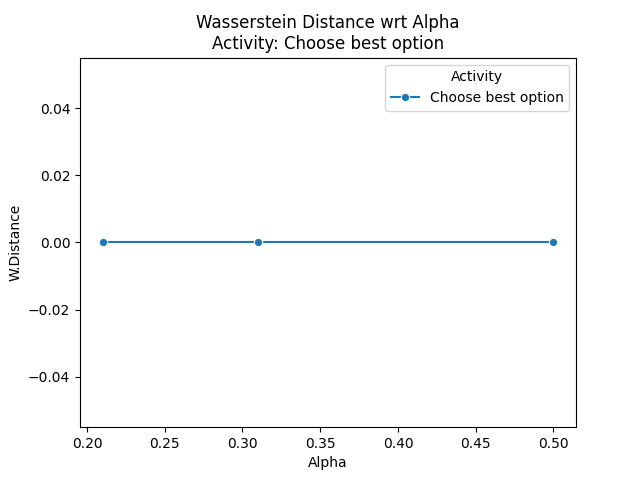 Wasserstein Distance wrt Alpha
Activity: Choose best option
Activity
Choose best option
0.04
0.02
0.00
−0.02
−0.04
W.Distance
0.20 0.25 0.30 0.35 0.40 0.45 0.50
Alpha